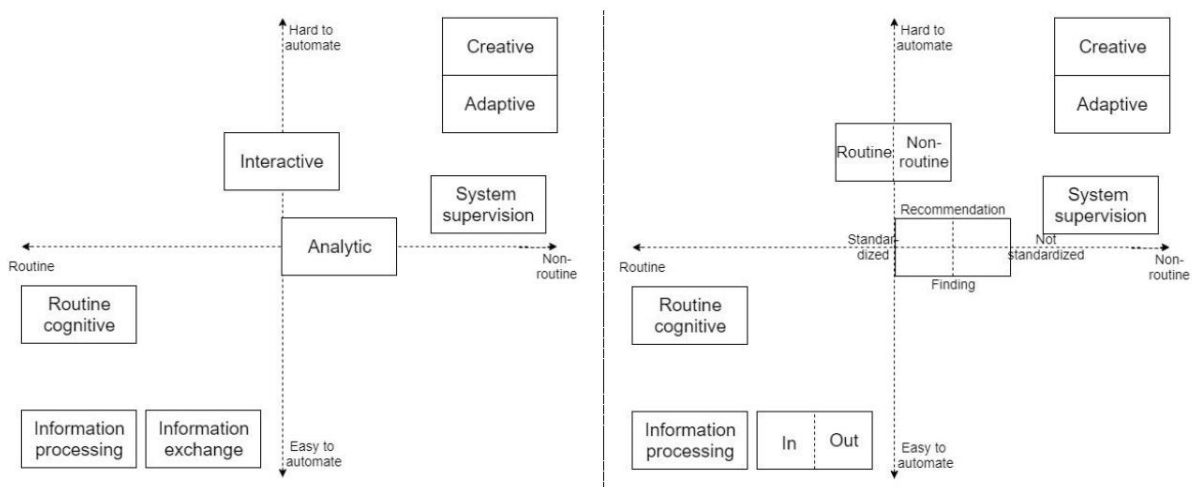 Hard to
automate
Creative
Adaptive
Interactive
System
supervision
Analytic
Routine
Non-
routine
Routine
cognitive
Information
processing
Information
exchange
Easy to
automate
Hard to
automate
Creative
Adaptive
Routine
Non-
routine
System
supervision
Recommendation
Standar-
dized
Not
standardized
Finding
Routine
Non-
routine
Routine
cognitive
Information
processing
In
Out
Easy to
automate